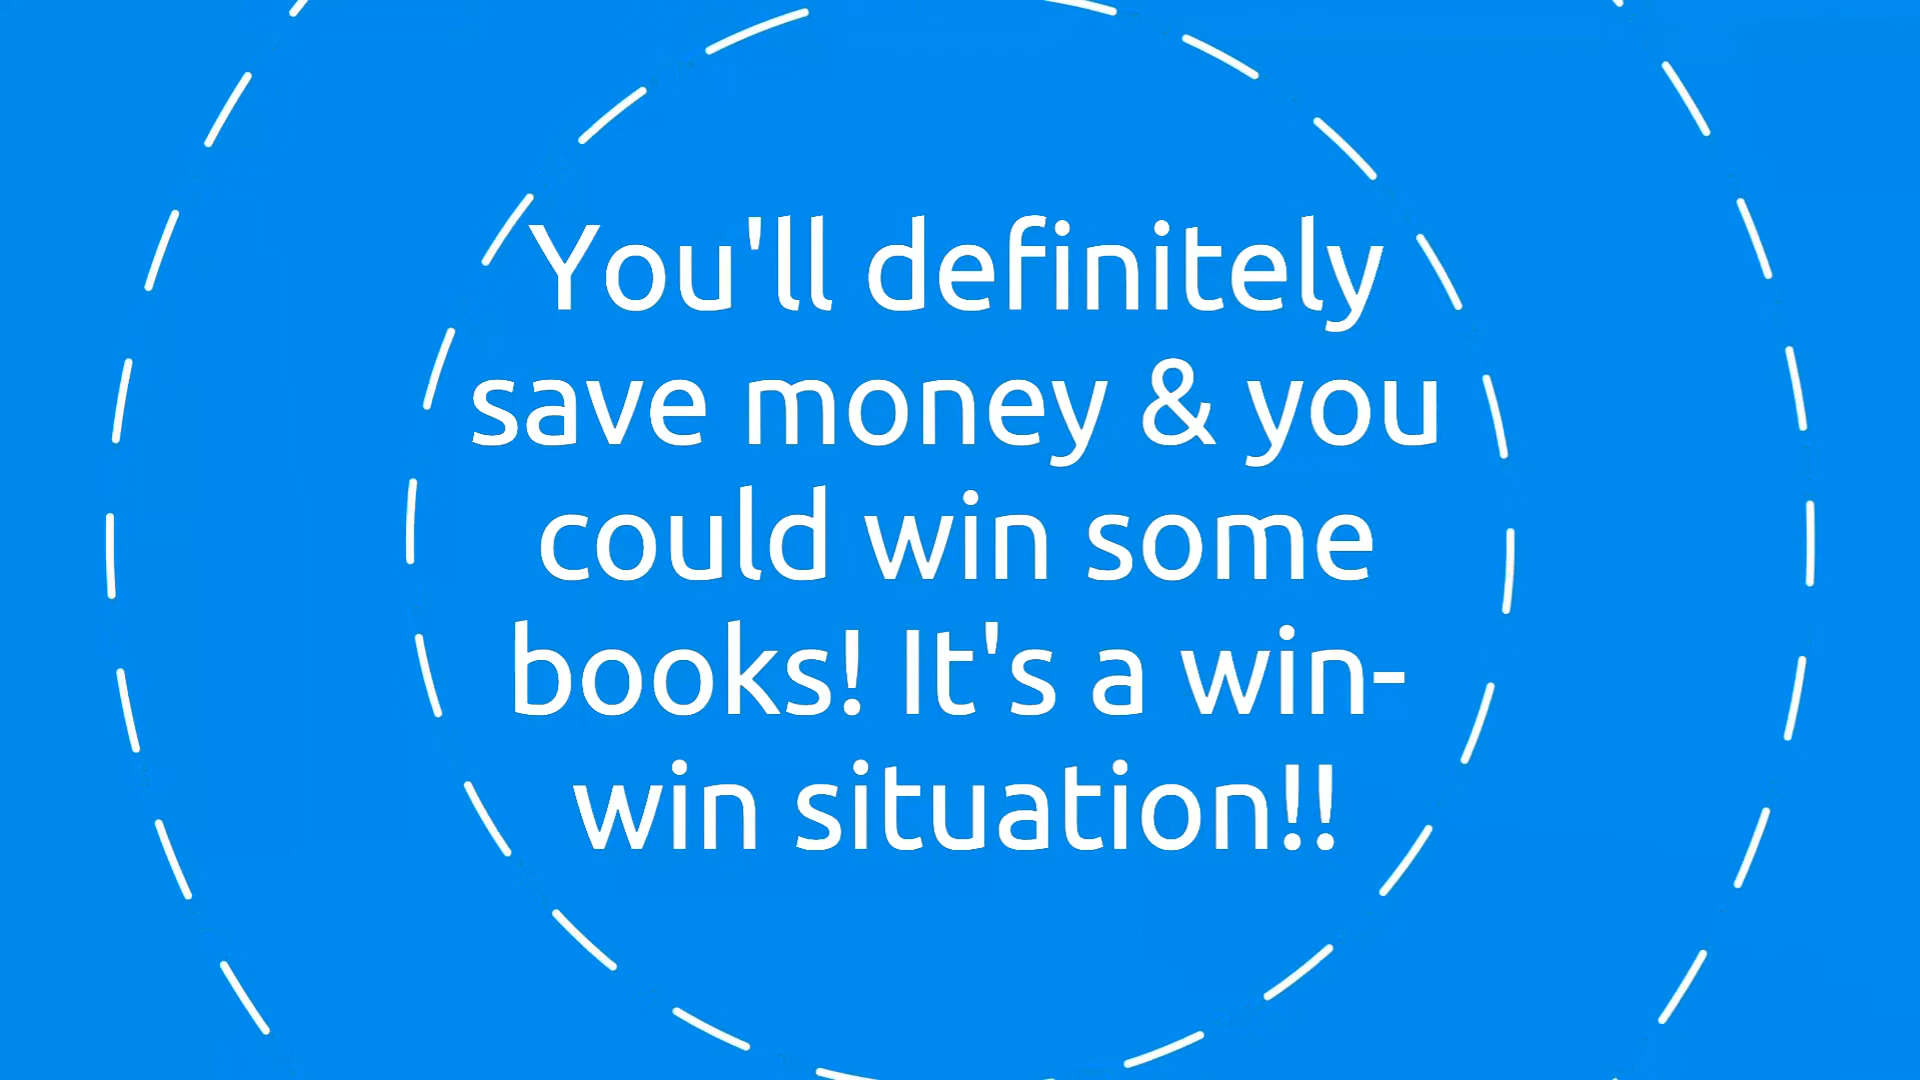 You'll definitely
save money & you
could win some
books! It's a win-
win situation!!